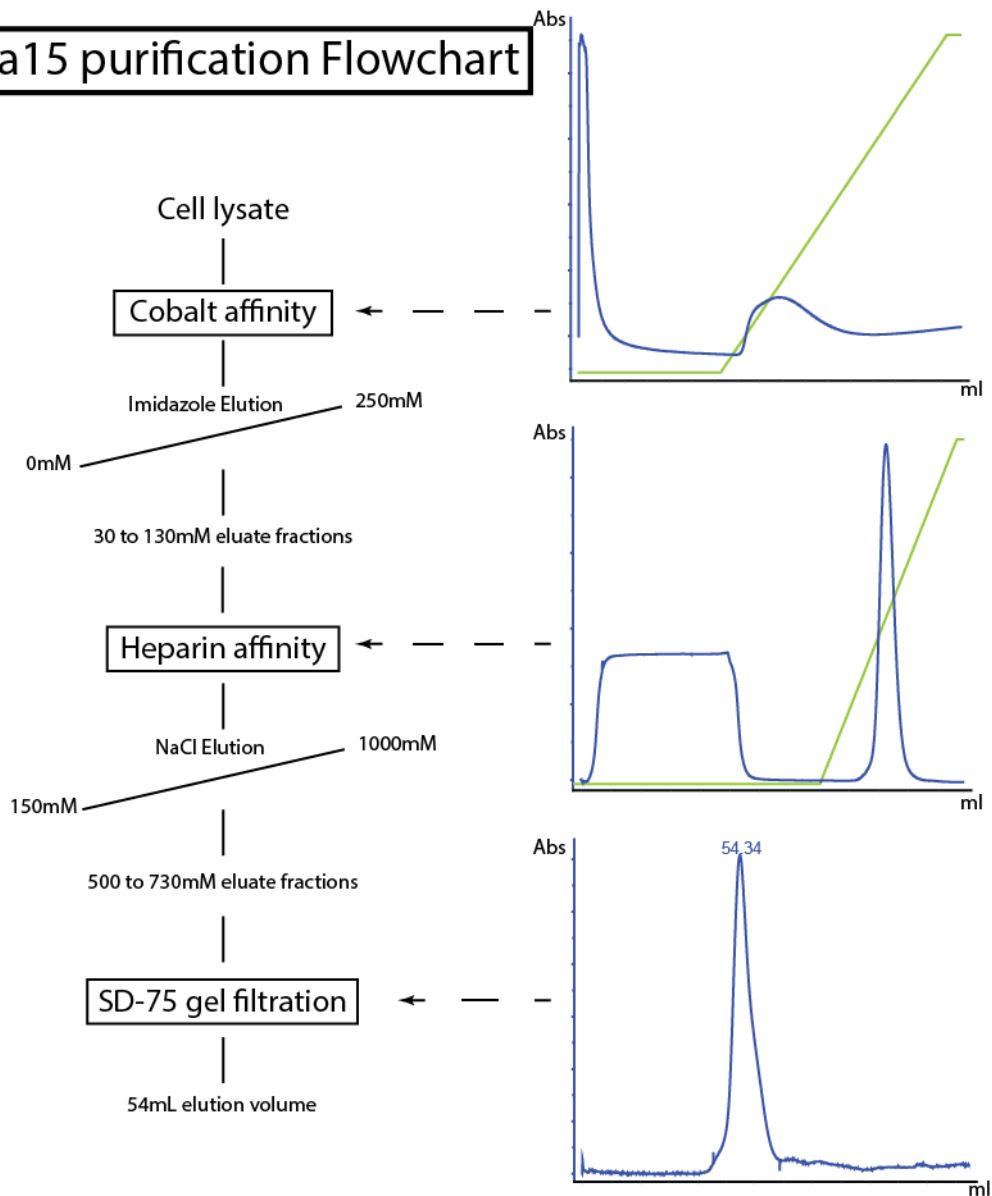 a15 purification Flowchart
Cell lysate
Cobalt affinity
Imidazole Elution
250mM
0mM
30 to 130mM eluate fractions
Heparin affinity
NaCl Elution
1000mM
150mM
500 to 730mM eluate fractions
SD-75 gel filtration
54mL elution volume
Abs
ml
Abs
ml
Abs
54.34
ml